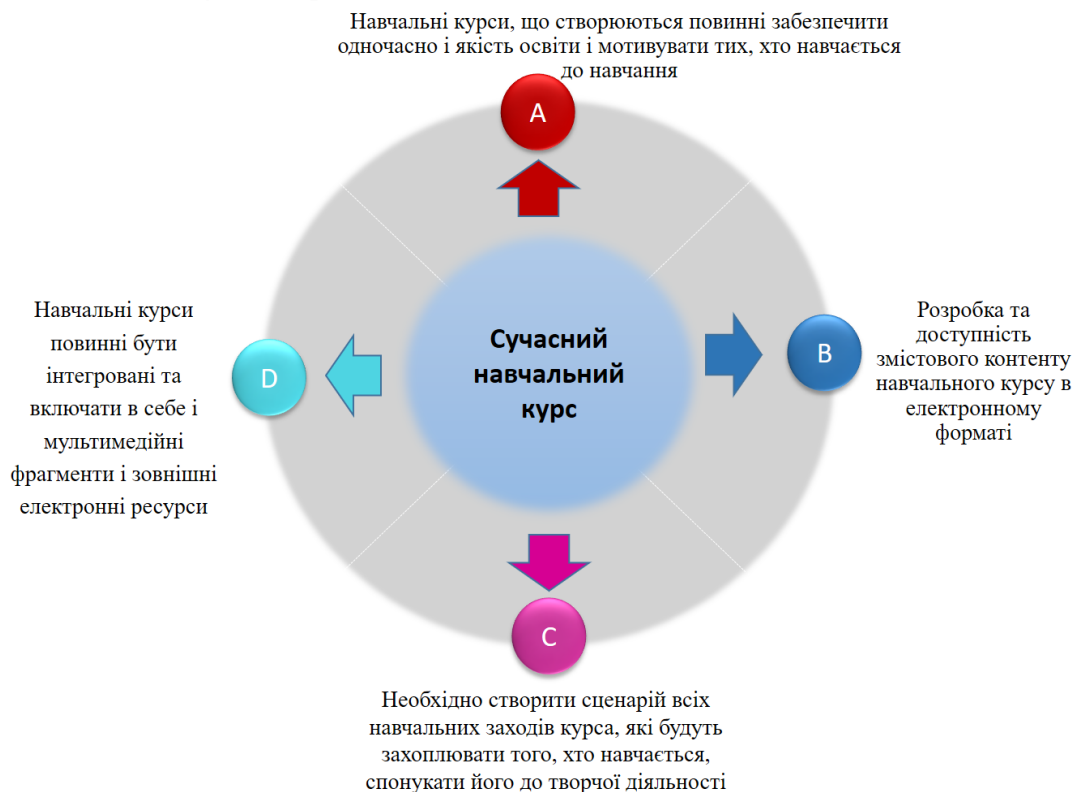 Навчальні курси, що створюються повинні забезпечити
одночасно і якість освіти і мотивувати тих, хто навчається
до навчання
A
Сучасний
навчальний
курс
B
Розробка та
доступність
змістового контенту
навчального курсу в
електронному
форматі
D
Навчальні курси
повинні бути
інтегровані та
включати в себе і
мультимедійні
фрагменти і зовнішні
електронні ресурси
C
Необхідно створити сценарій всіх
навчальних заходів курса, які будуть
захоплювати того, хто навчається,
спонукати його до творчої діяльності